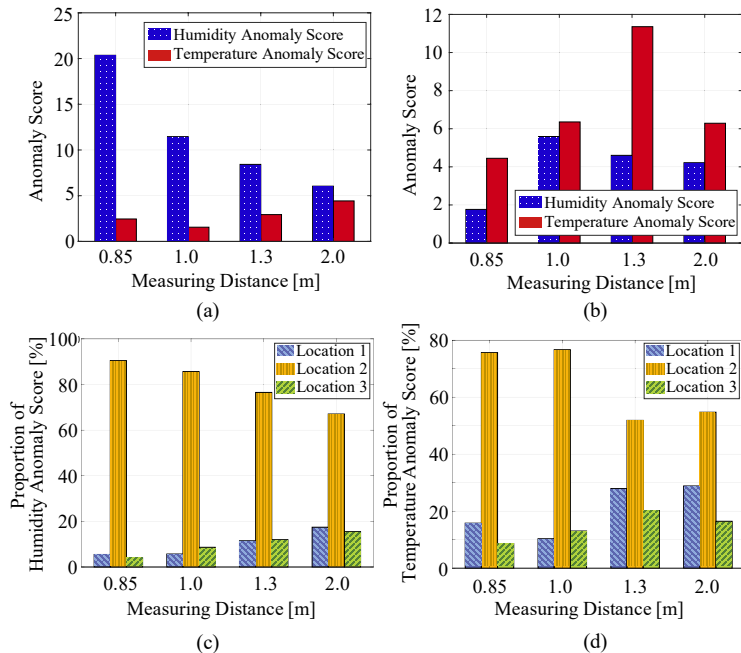 25
20
15
10
5
0
Anomaly Score
Humidity Anomaly Score
Temperature Anomaly Score
0.85 1.0 1.3 2.0
Measuring Distance [m]
(a)
12
10
8
6
4
2
0
Anomaly Score
Humidity Anomaly Score
Temperature Anomaly Score
0.85 1.0 1.3 2.0
Measuring Distance [m]
(b)
100
80
60
40
20
0
Proportion of
Humidity Anomaly Score [%]
Location 1
Location 2
Location 3
0.85 1.0 1.3 2.0
Measuring Distance [m]
(c)
80
60
40
20
0
Proportion of
Temperature Anomaly Score [%]
Location 1
Location 2
Location 3
0.85 1.0 1.3 2.0
Measuring Distance [m]
(d)